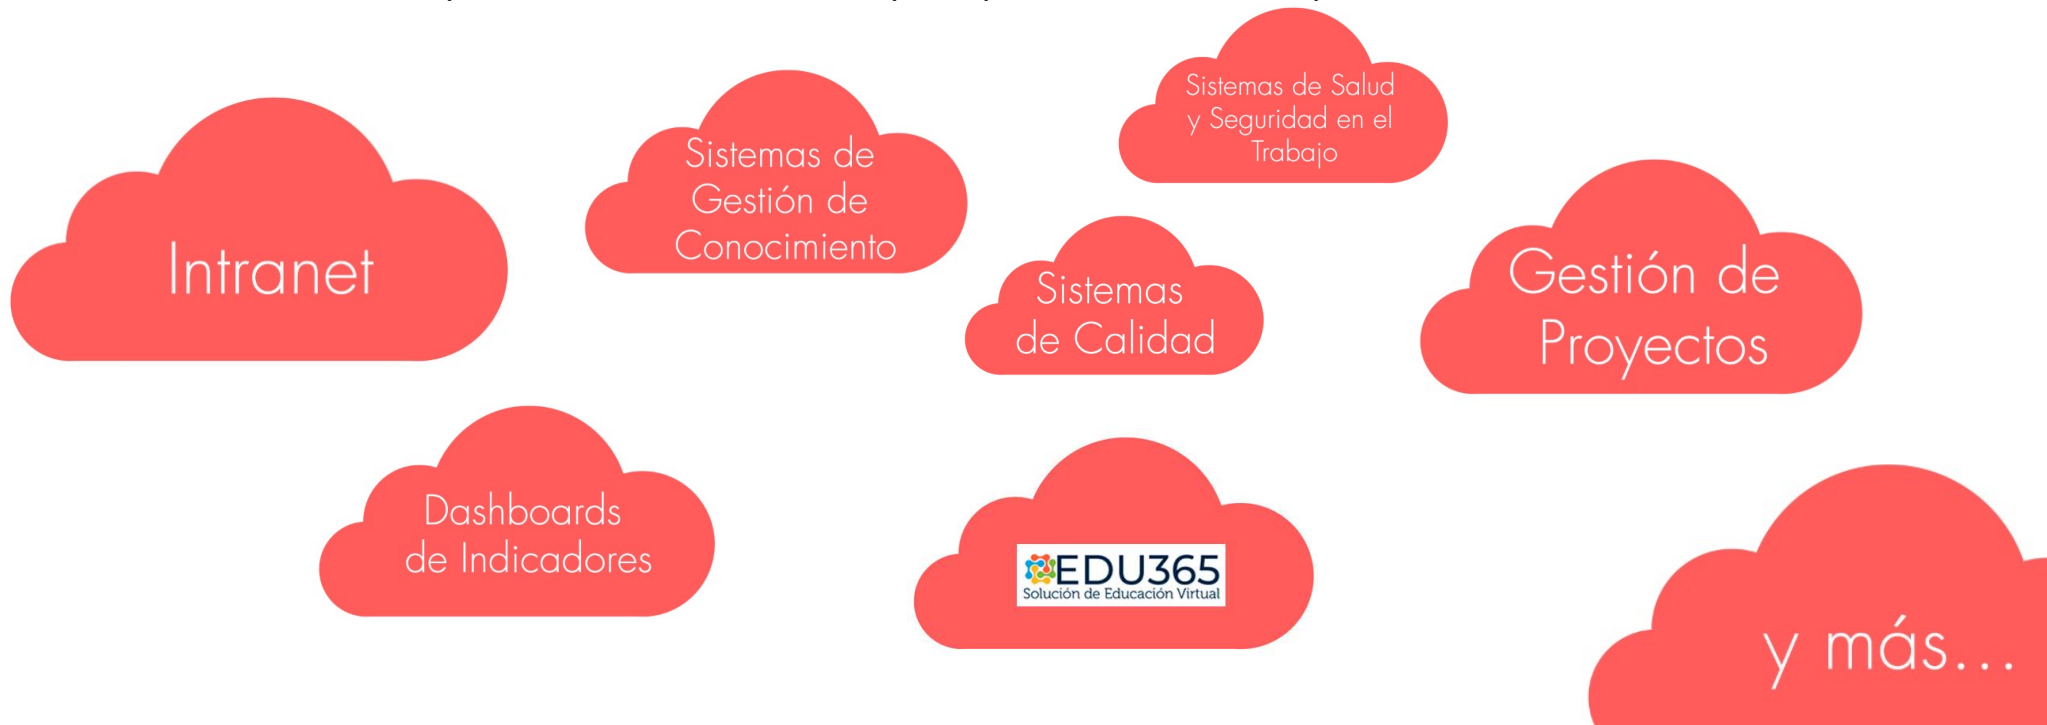 Sistemas de Salud
y Seguridad en el
Trabajo
Sistemas de
Gestión de
Conocimiento
Intranet
Sistemas
de Calidad
Gestión de
Proyectos
Dashboards
de Indicadores
EDU365
Solución de Educación Virtual
y más...